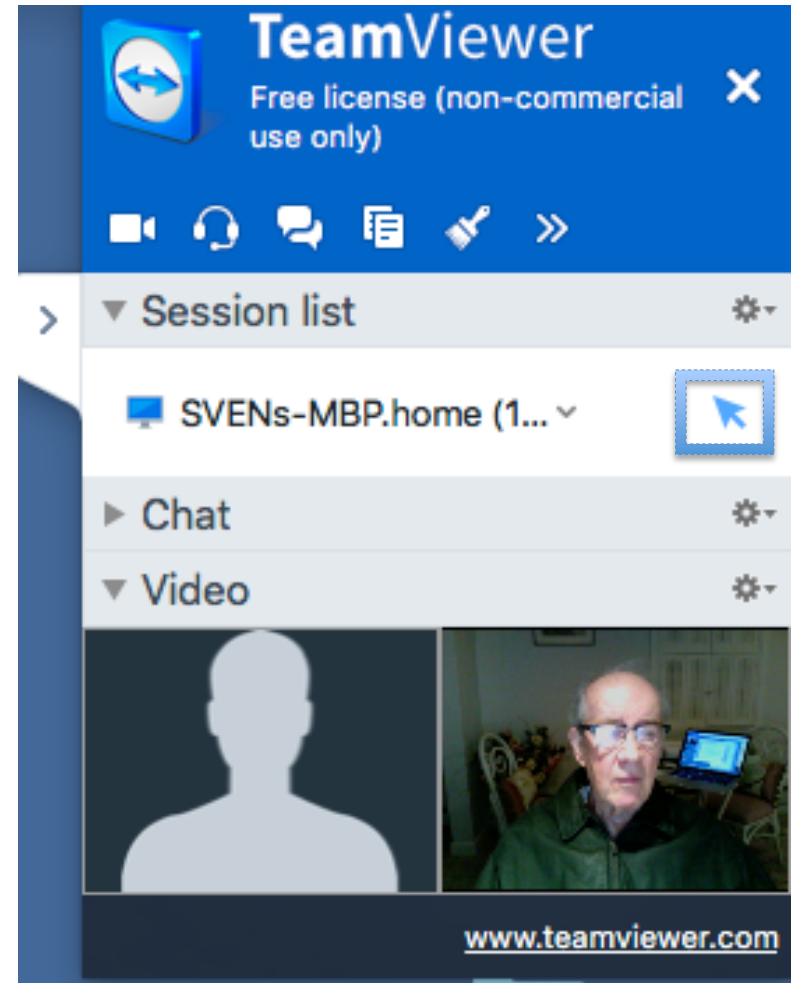 TeamViewer
Free license (non-commercial
use only)
Session list
SVENs-MBP.home (1...
Chat
Video
www.teamviewer.com